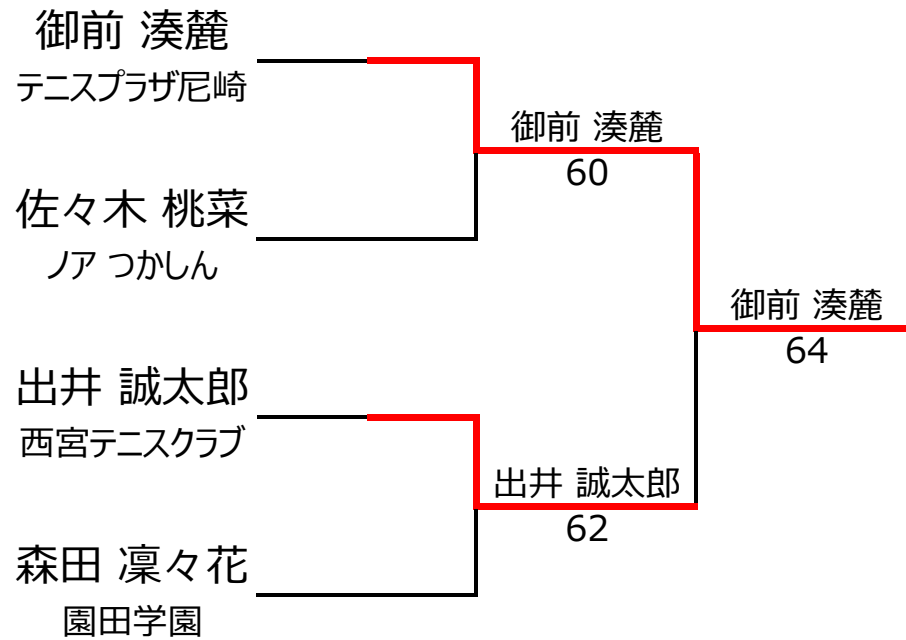 御前 湊麓
テニスプラザ尼崎
佐々木 桃菜
ノア つかしん
出井 誠太郎
西宮テニスクラブ
森田 凜々花
園田学園
御前 湊麓
60
出井 誠太郎
62
御前 湊麓
64